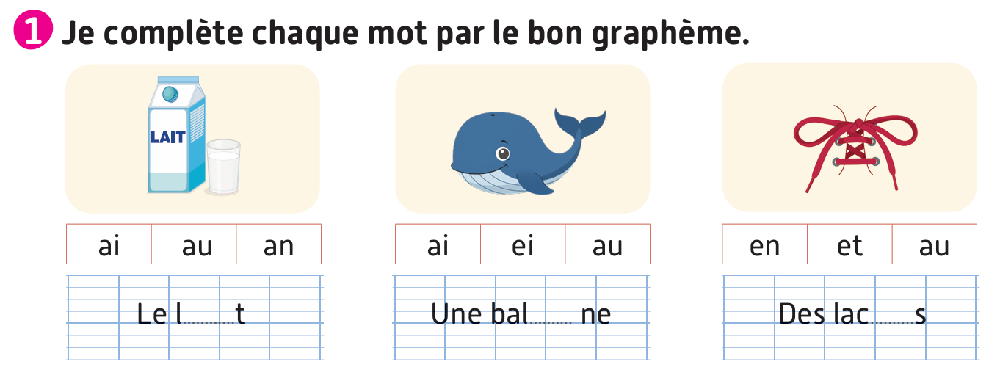 1 Je complète chaque mot par le bon graphème.
LAIT
ai au an
ai ei au
en et au
Le l............t
Une bal.......... ne
Des lac..........s